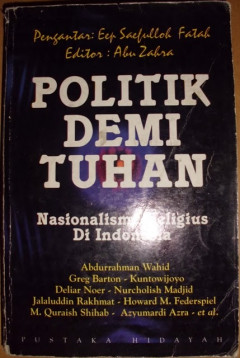 Pengantar: Eep Saefulloh Fatah
Editor: Abu Zahra
POLITIK
DEMI
TUHAN
Nasionalisme Religius
Di Indonesia
Abdurrahman Wahid
Greg Barton - Kuntowijoyo
Deliar Noer - Nurcholish Madjid
Jalaluddin Rakhmat - Howard M. Federspiel
M. Quraish Shihab - Azyumardi Azra - et al.
PUSTAKA HIDAYAH